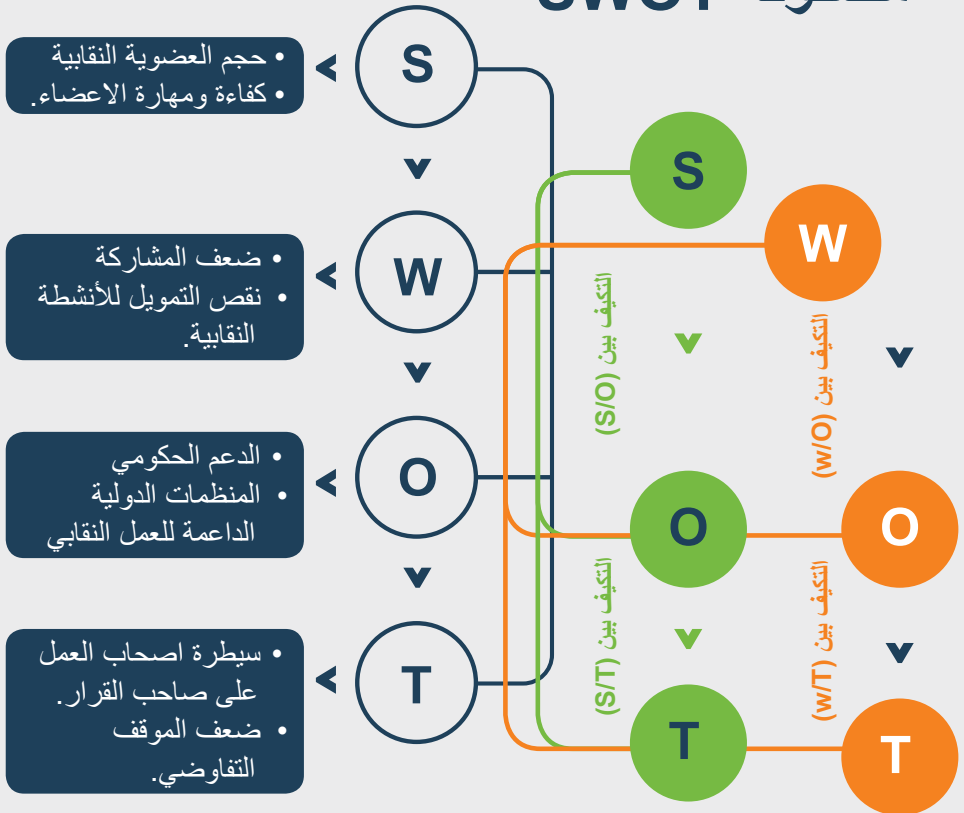 SWOT
S
• حجم العضوية النقابية
• كفاءة ومهارة الاعضاء.
W
• ضعف المشاركة
• نقص التمويل للأنشطة
النقابية.
O
• الدعم الحكومي
• المنظمات الدولية
الداعمة للعمل النقابي
T
• سيطرة اصحاب العمل
على صاحب القرار.
• ضعف الموقف
التفاوضي.
S
التكيف بين (S/O)
O
التكيف بين (S/T)
T
W
التكيف بين (w/O)
O
التكيف بين (w/T)
T